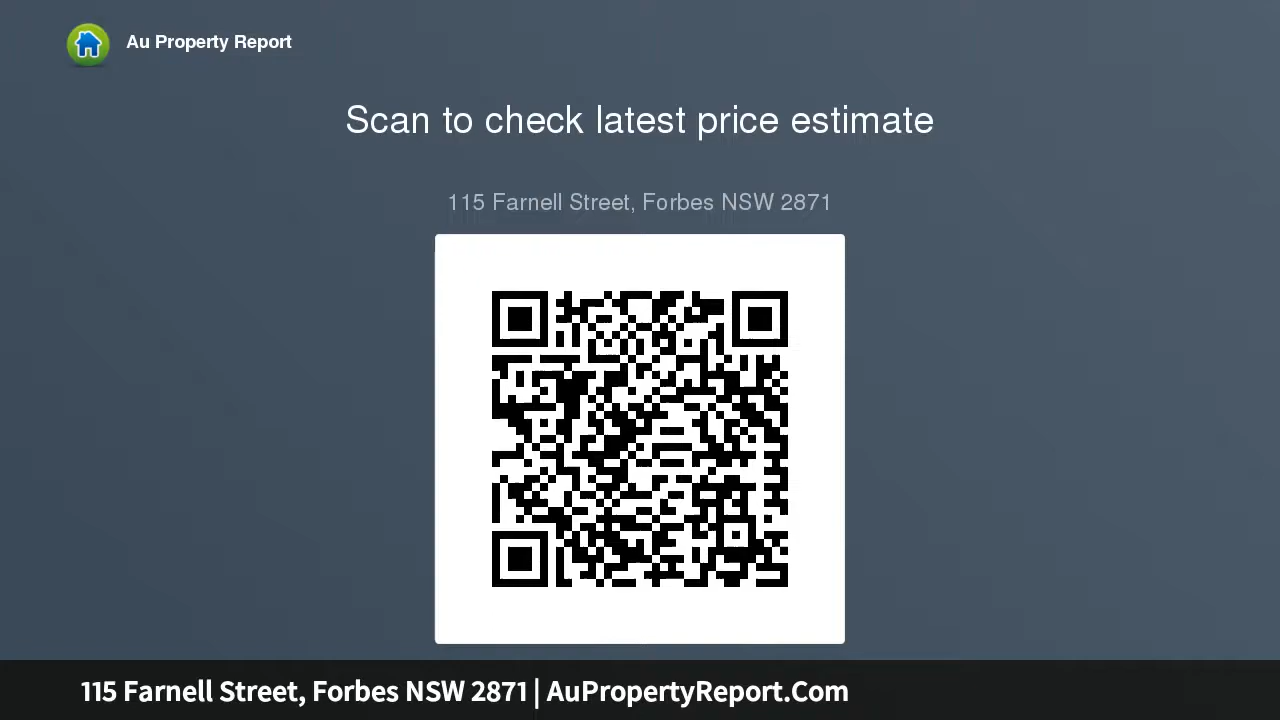 Au Property Report
Scan to check latest price estimate
115 Farnell Street, Forbes NSW 2871
115 Farnell Street, Forbes NSW 2871 | AuPropertyReport.Com